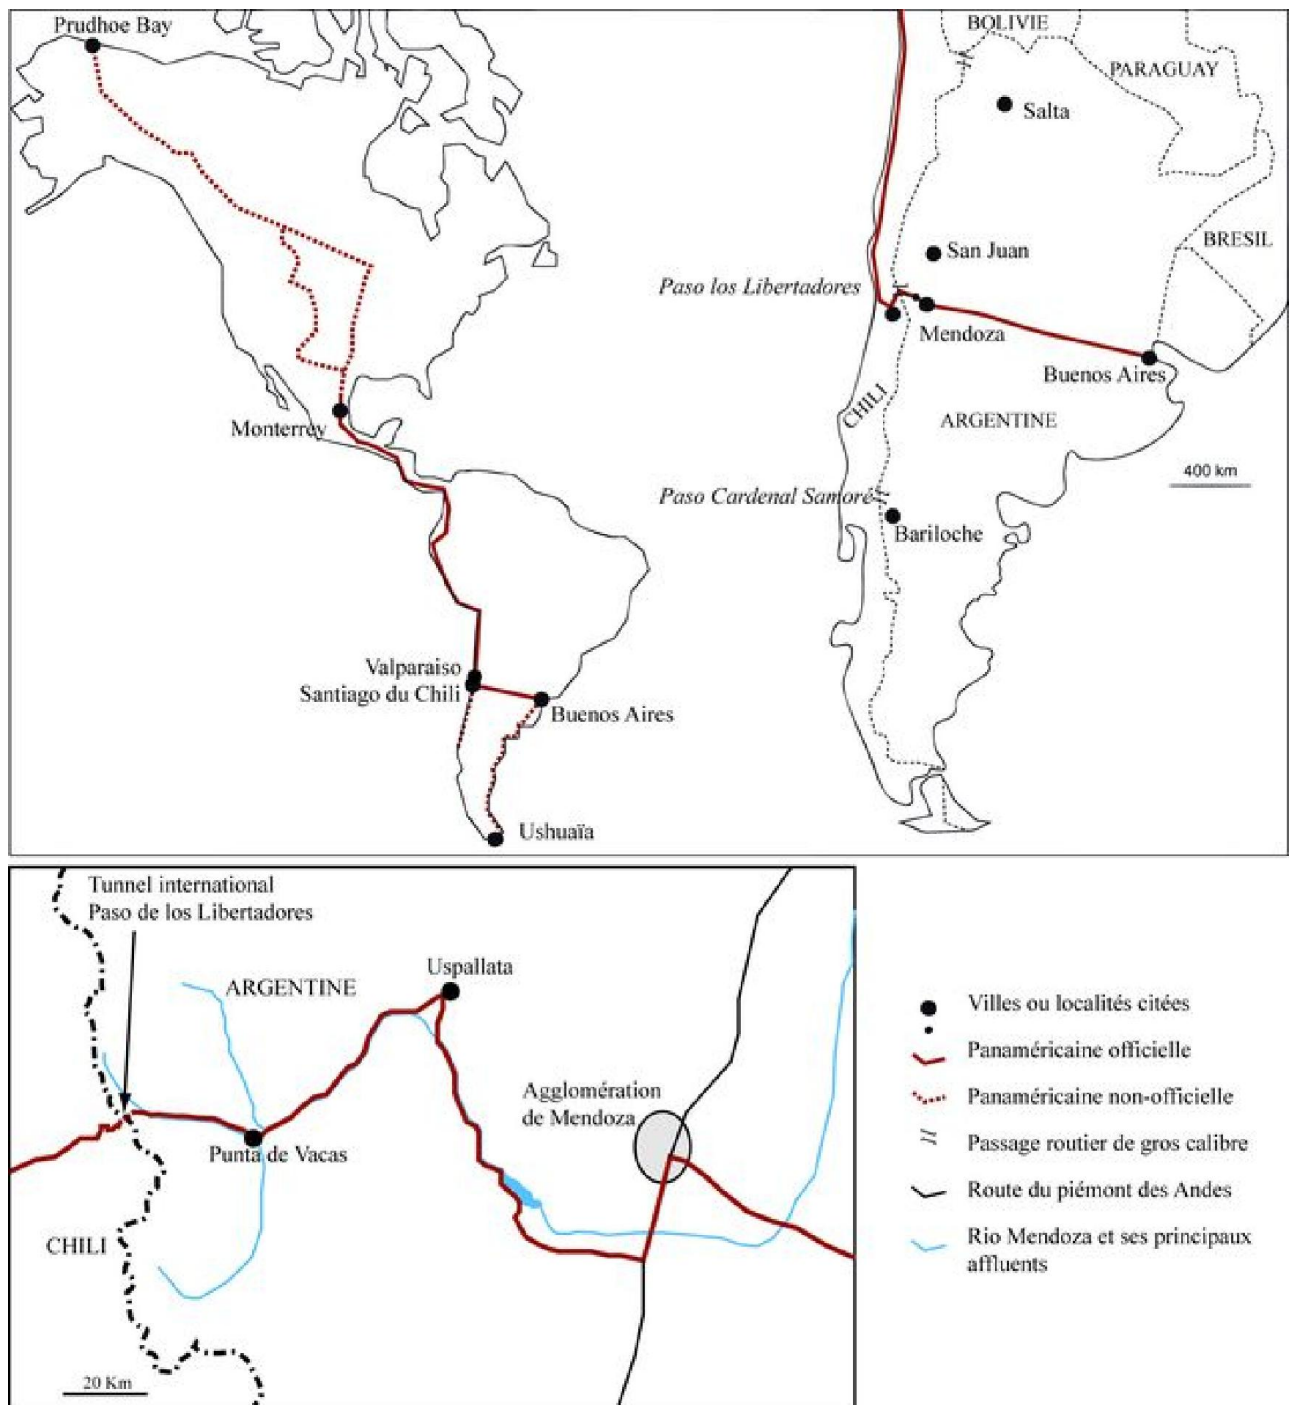 Prudhoe Bay
Monterrey
Valparaiso
Santiago du Chili
Buenos Aires
Ushuaïa
BOLIVIE
PARAGUAY
Salta
BRESIL
San Juan
Paso los Libertadores
Mendoza
Buenos Aires
CHILI
ARGENTINE
400 km
Paso Cardenal Samoré
Bariloche
Tunnel international
Paso de los Libertadores
ARGENTINE
Uspallata
Agglomération
de Mendoza
Punta de Vacas
CHILI
20 Km
Villes ou localités citées
Panaméricaine officielle
Panaméricaine non-officielle
Passage routier de gros calibre
Route du piémont des Andes
Rio Mendoza et ses principaux
affluents